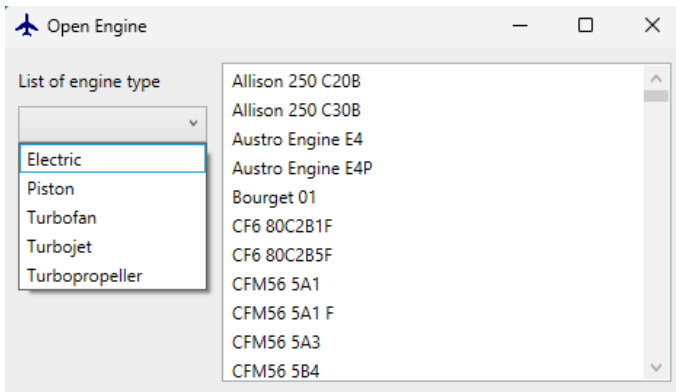 Open Engine
List of engine type
Electric
Piston
Turbofan
Turbojet
Turbopropeller
Allison 250 C20B
Allison 250 C30B
Austro Engine E4
Austro Engine E4P
Bourget 01
CF6 80C2B1F
CF6 80C2B5F
CFM56 5A1
CFM56 5A1 F
CFM56 5A3
CFM56 5B4